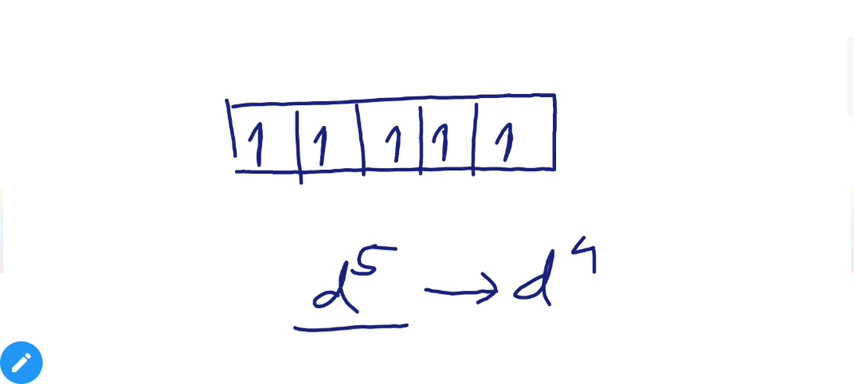 1 1 1 1 1
d⁵ → d⁴